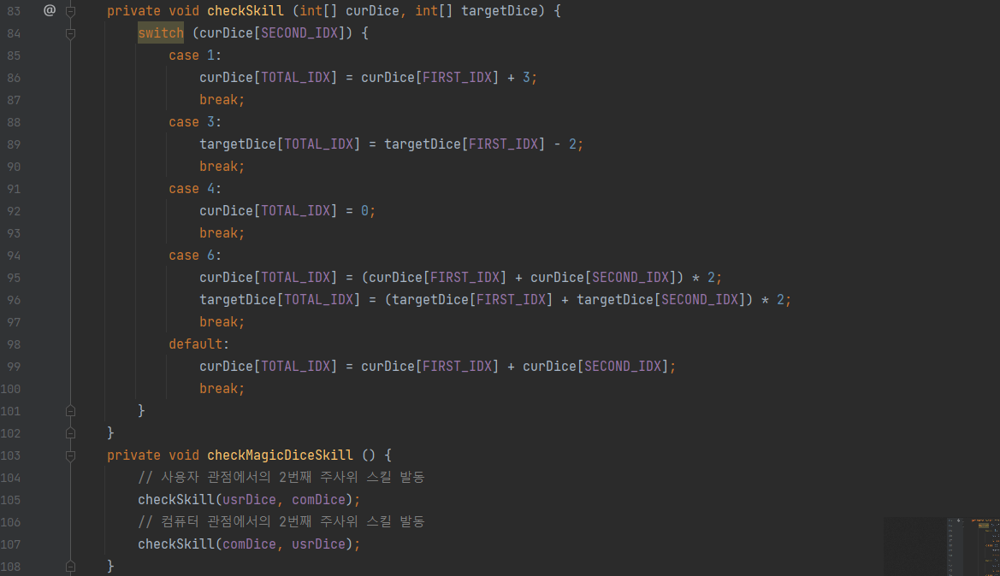 83 @ private void checkSkill (int[] curDice, int[] targetDice) {
84 switch (curDice[SECOND_IDX]) {
85 case 1:
86 curDice[TOTAL_IDX] = curDice[FIRST_IDX] + 3;
87 break;
88 case 3:
89 targetDice[TOTAL_IDX] = targetDice[FIRST_IDX] - 2;
90 break;
91 case 4:
92 curDice[TOTAL_IDX] = 0;
93 break;
94 case 6:
95 curDice[TOTAL_IDX] = (curDice[FIRST_IDX] + curDice[SECOND_IDX]) * 2;
96 targetDice[TOTAL_IDX] = (targetDice[FIRST_IDX] + targetDice[SECOND_IDX]) * 2;
97 break;
98 default:
99 curDice[TOTAL_IDX] = curDice[FIRST_IDX] + curDice[SECOND_IDX];
100 break;
101 }
102 }
103 private void checkMagicDiceSkill () {
104 // 사용자 관점에서의 2번째 주사위 스킬 발동
105 checkSkill(usrDice, comDice);
106 // 컴퓨터 관점에서의 2번째 주사위 스킬 발동
107 checkSkill(comDice, usrDice);
108 }